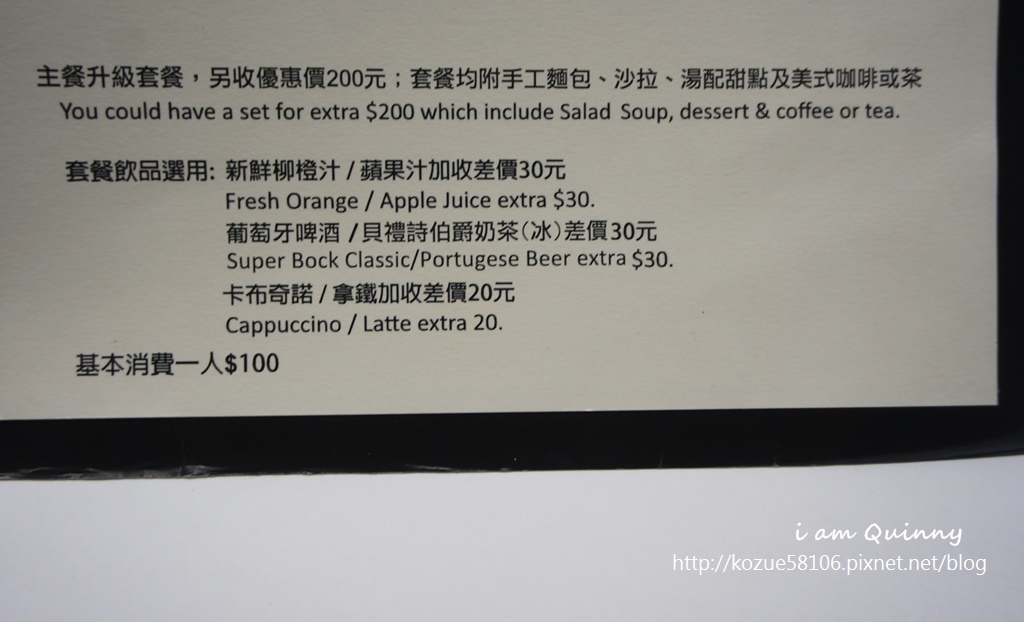 主餐升級套餐，另收優惠價200元；套餐均附手工麵包、沙拉、湯配甜點及美式咖啡或茶
You could have a set for extra $200 which include Salad Soup, dessert & coffee or tea.
套餐飲品選用: 新鮮柳橙汁 / 蘋果汁加收差價30元
Fresh Orange / Apple Juice extra $30.
葡萄牙啤酒 /貝禮詩伯爵奶茶(冰)差價30元
Super Bock Classic/Portugese Beer extra $30.
卡布奇諾 / 拿鐵加收差價20元
Cappuccino / Latte extra 20.
基本消費一人$100
i am Quinny
http://kozue58106.pixnet.net/blog